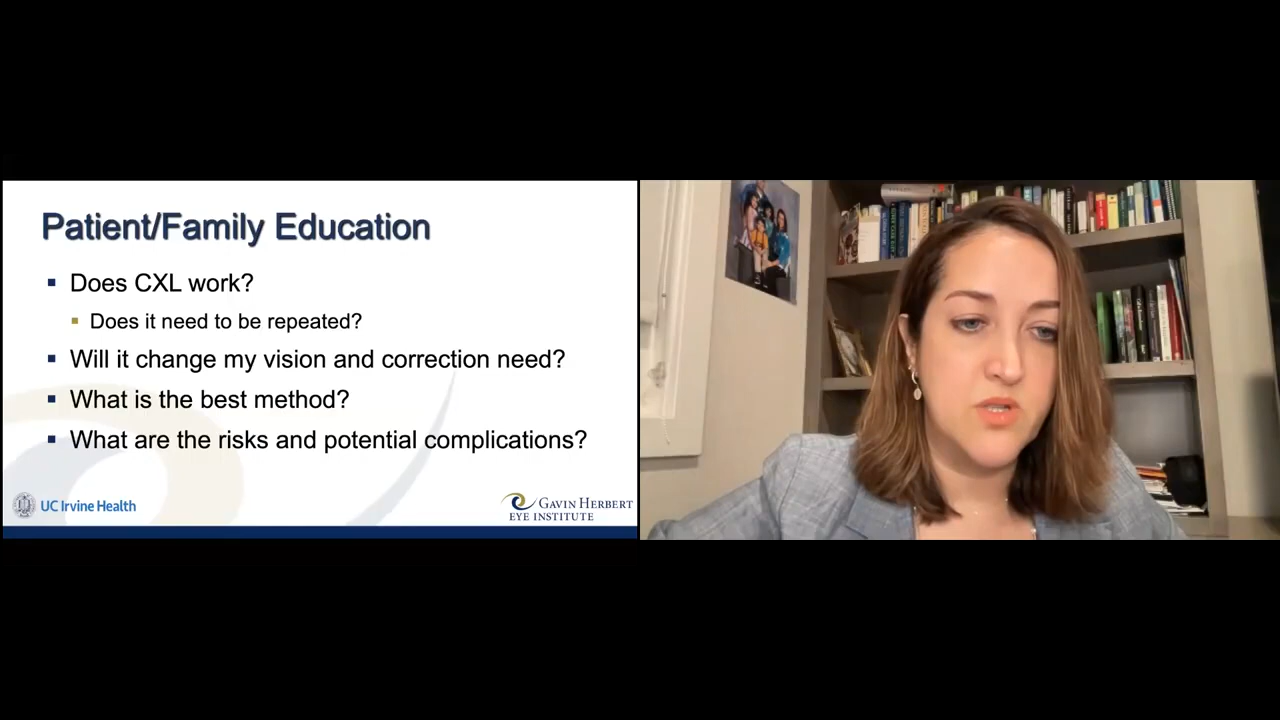 Patient/Family Education
Does CXL work?
Does it need to be repeated?
Will it change my vision and correction need?
What is the best method?
What are the risks and potential complications?
UC Irvine Health
GAVIN HERBERT
EYE INSTITUTE